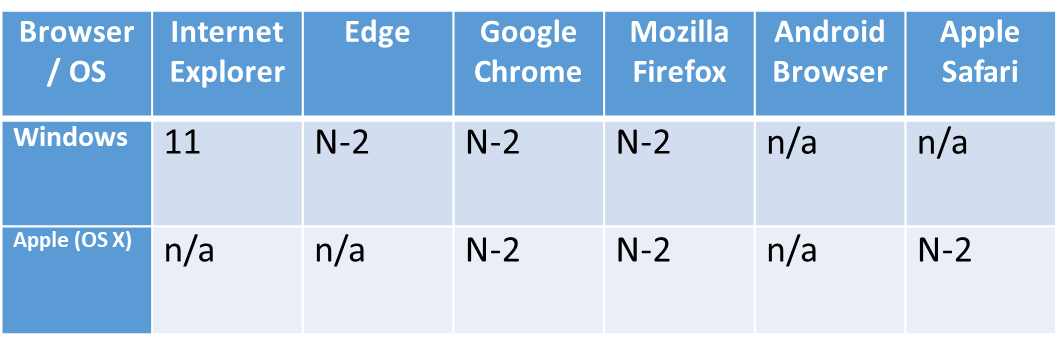 Browser / OS Internet Explorer Edge Google Chrome Mozilla Firefox Android Browser Apple Safari
Windows 11 N-2 N-2 N-2 n/a n/a
Apple (OS X) n/a n/a N-2 N-2 n/a N-2